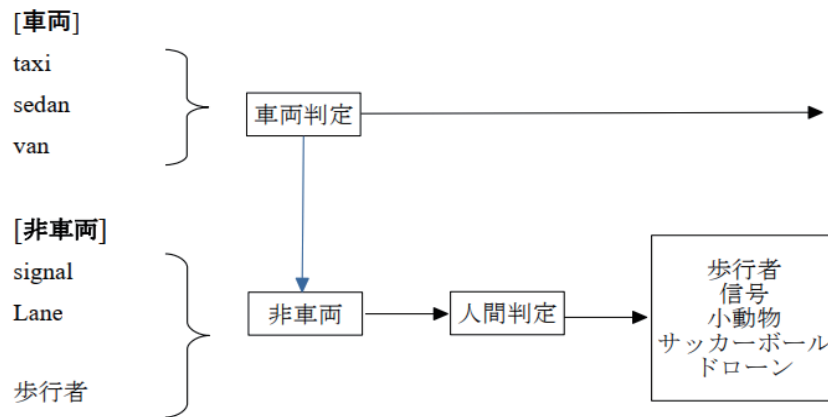 [車両]
taxi
sedan
van
車両判定
[非車両]
signal
Lane
歩行者
非車両
人間判定
歩行者
信号
小動物
サッカーボール
ドローン